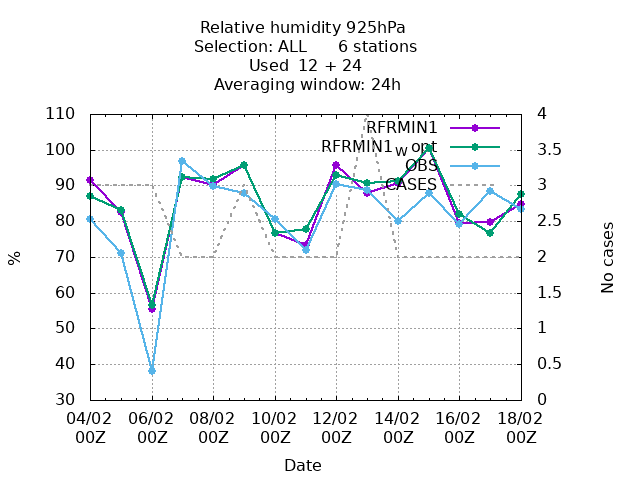 Relative humidity 925hPa
Selection: ALL      6 stations
Used  12 + 24
Averaging window: 24h
110
100
90
80
70
60
50
40
30
%
4
3.5
3
2.5
2
1.5
1
0.5
0
No cases
RFRMIN1
RFRMIN1_w opt
OBS
CASES
04/02 06/02 08/02 10/02 12/02 14/02 16/02 18/02
00Z 00Z 00Z 00Z 00Z 00Z 00Z 00Z
Date